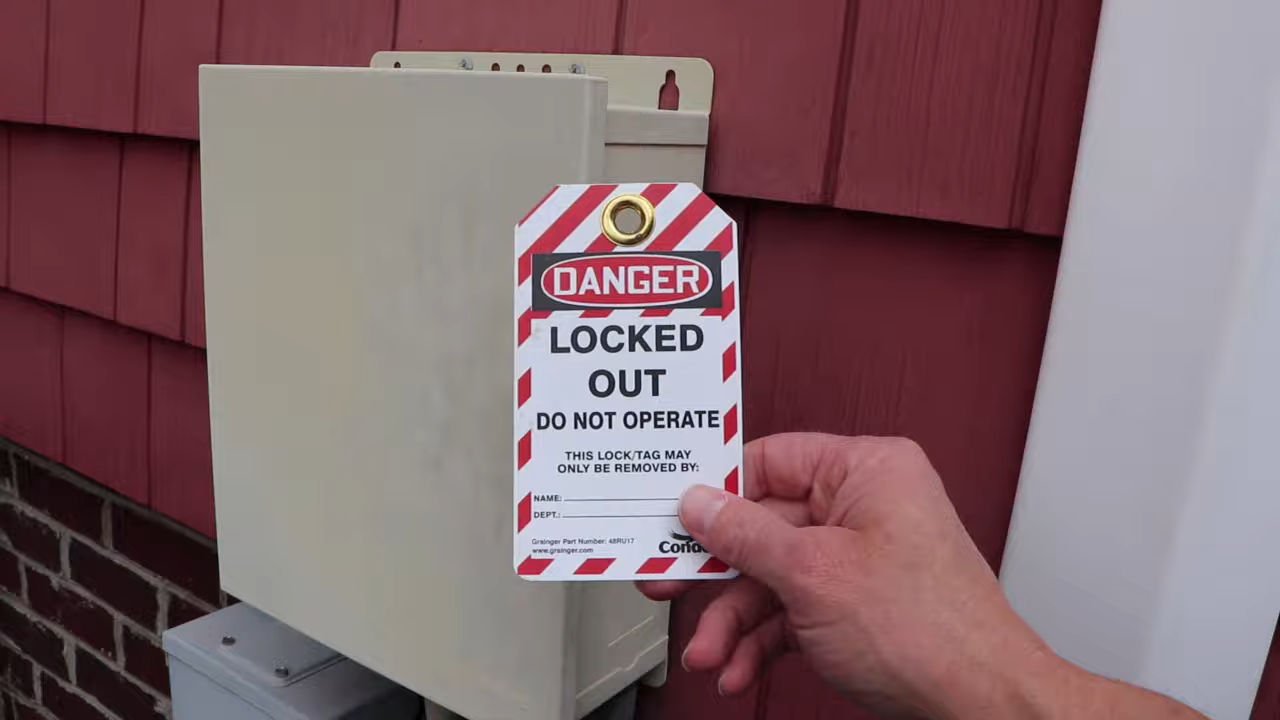 DANGER
LOCKED
OUT
DO NOT OPERATE
THIS LOCK/TAG MAY
ONLY BE REMOVED BY:
NAME:
DEPT.:
Grainger Part Number: 48RU17
www.grainger.com